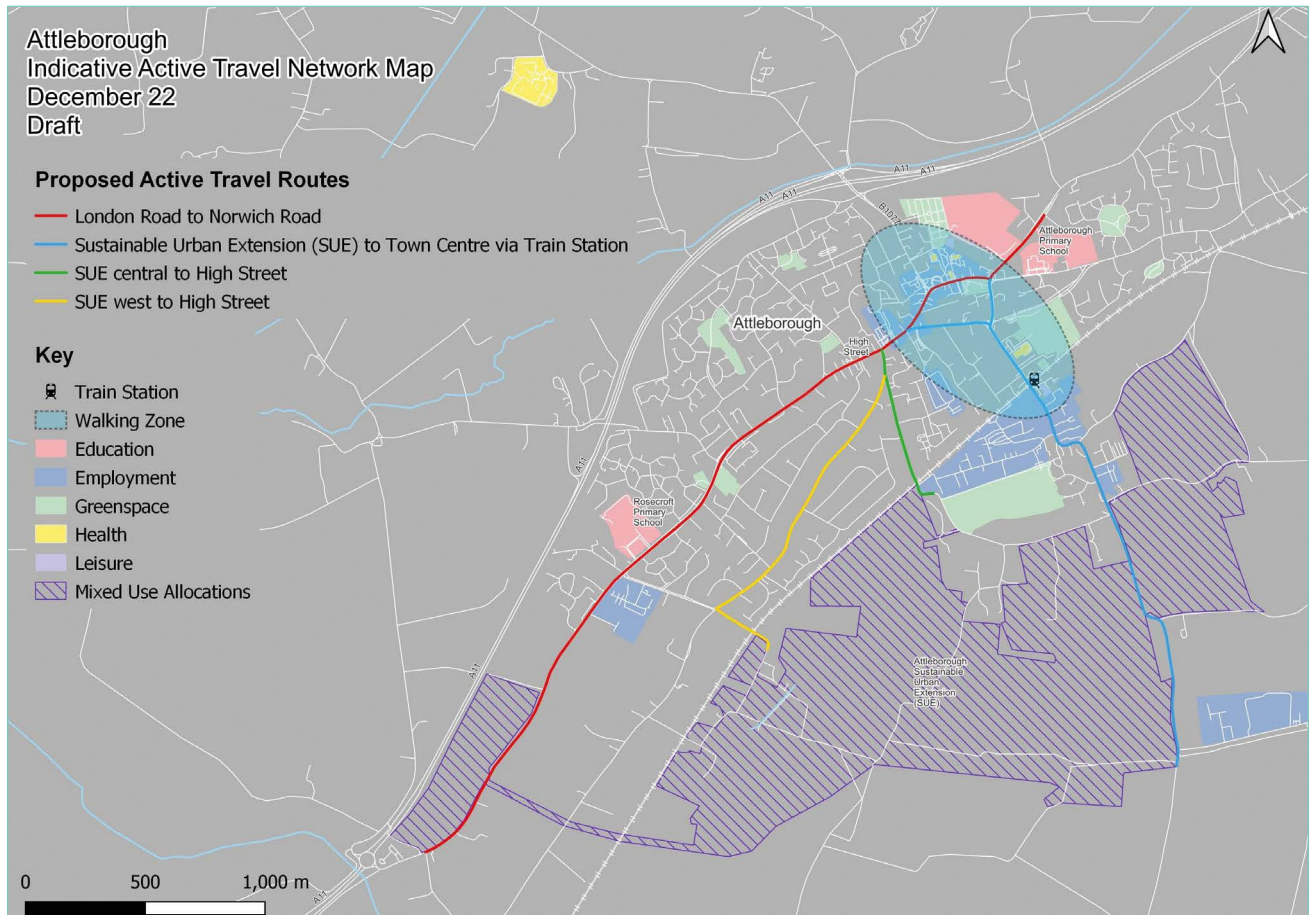 Attleborough
Indicative Active Travel Network Map
December 22
Draft
Proposed Active Travel Routes
London Road to Norwich Road
Sustainable Urban Extension (SUE) to Town Centre via Train Station
SUE central to High Street
SUE west to High Street
Key
Train Station
Walking Zone
Education
Employment
Greenspace
Health
Leisure
Mixed Use Allocations
0 500 1,000 m
A11
A11
A11
A11
B1077
Attleborough
Primary
School
Attleborough
High
Street
A11
Rosecroft
Primary
School
A11
Attleborough
Sustainable
Urban
Extension
(SUE)
A11